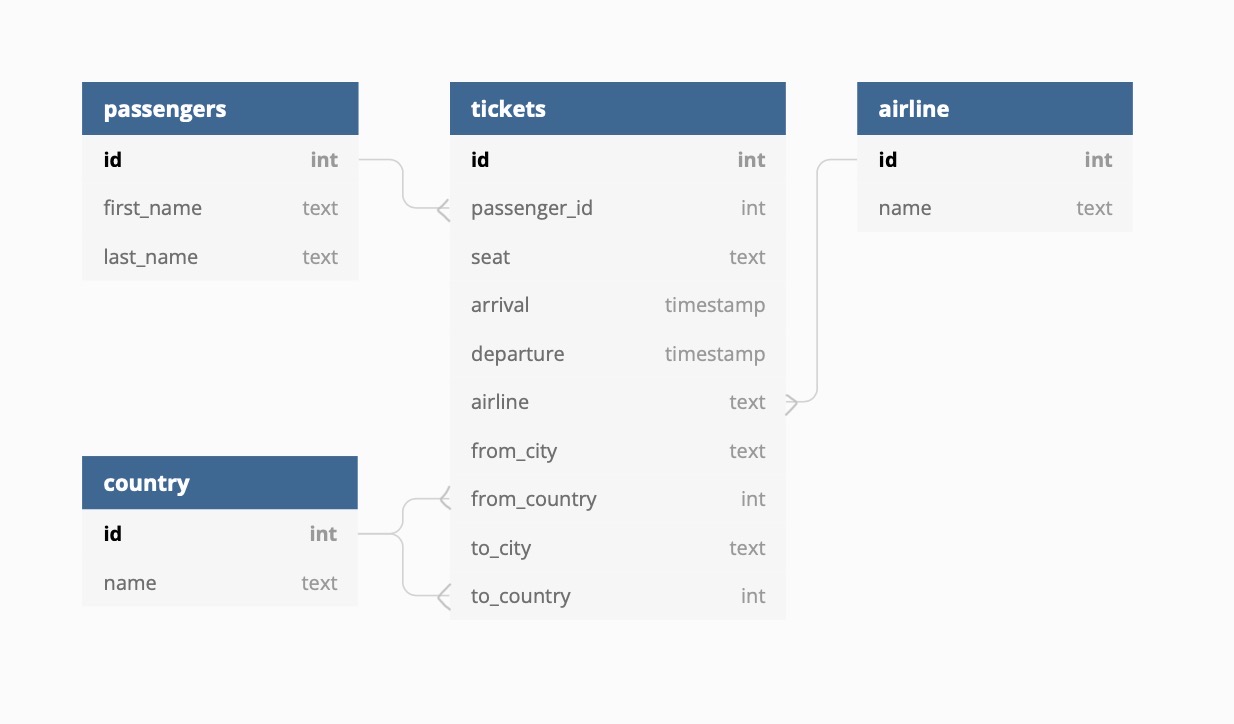 passengers
id int
first_name text
last_name text
tickets
id int
passenger_id int
seat text
arrival timestamp
departure timestamp
airline text
from_city text
from_country int
to_city text
to_country int
airline
id int
name text
country
id int
name text